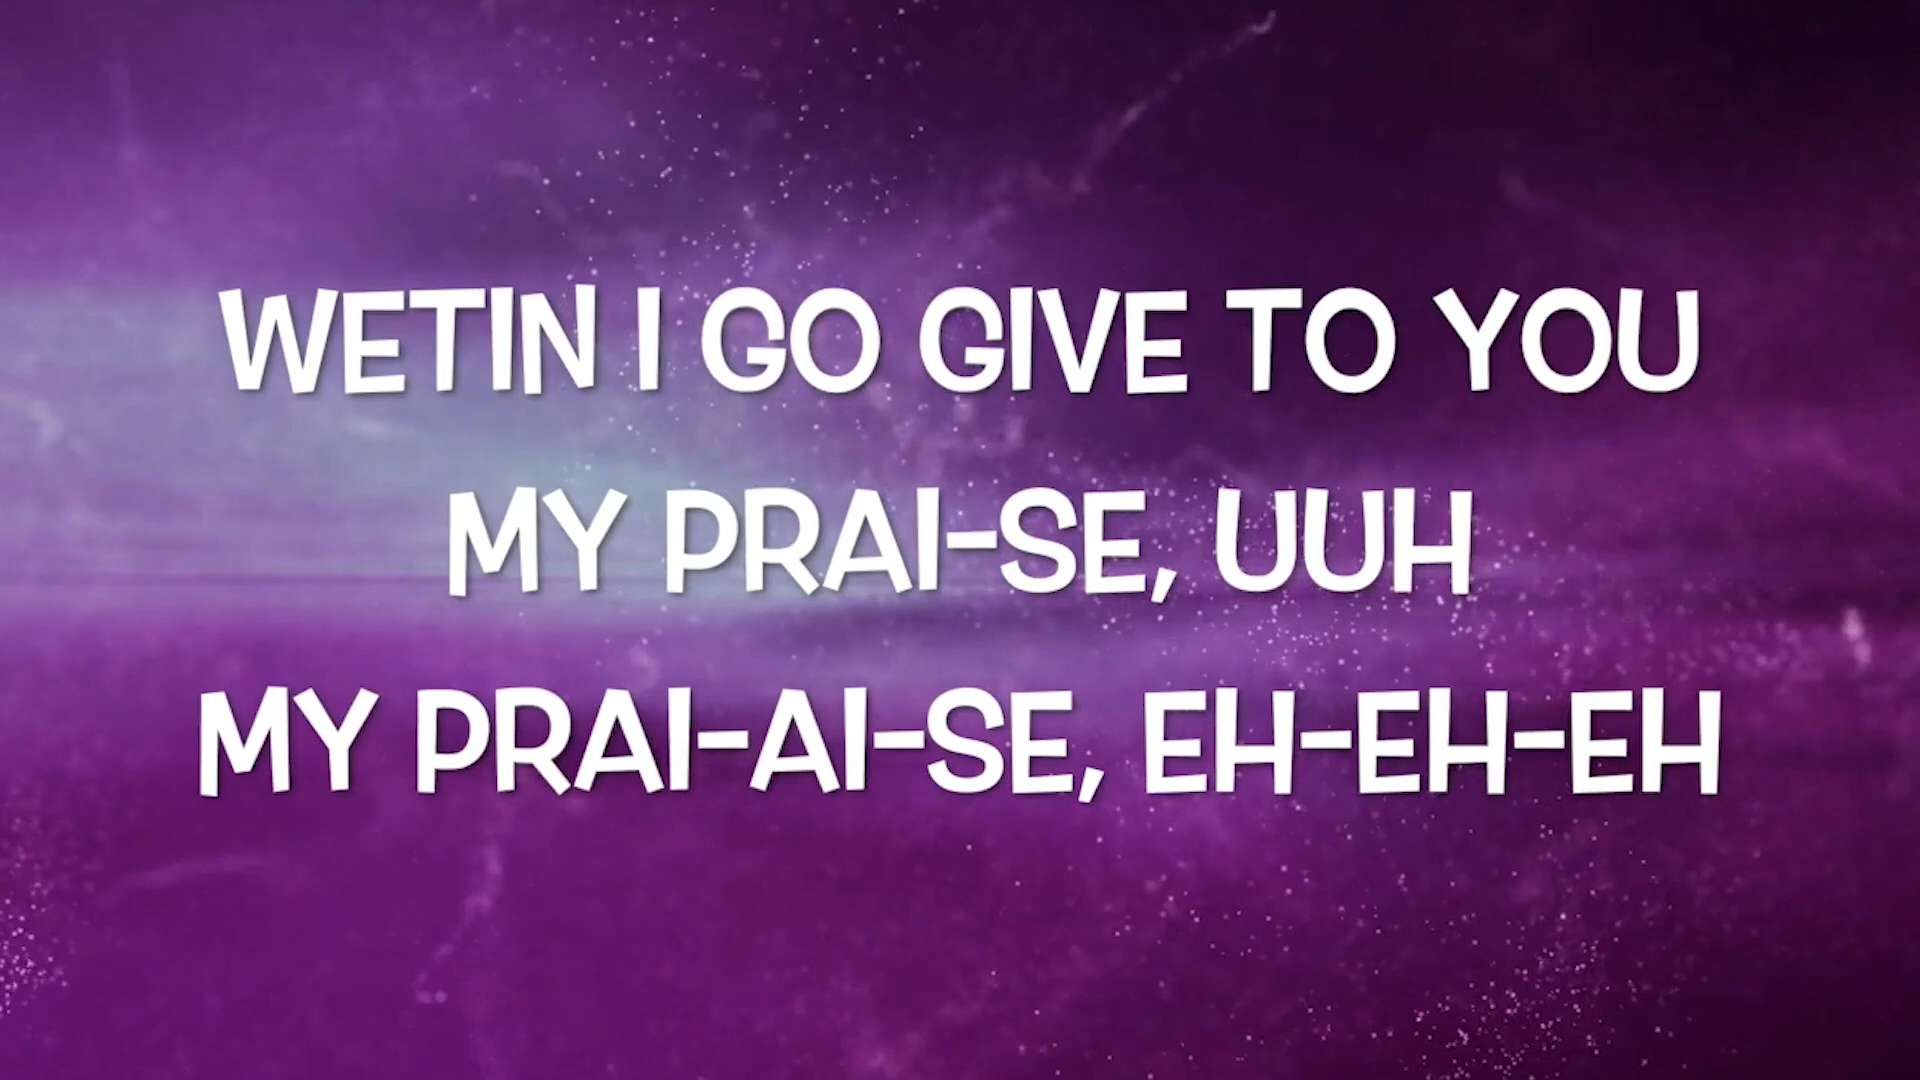 WETIN I GO GIVE TO YOU
MY PRAI-SE, UUH
MY PRAI-AI-SE, EH-EH-EH